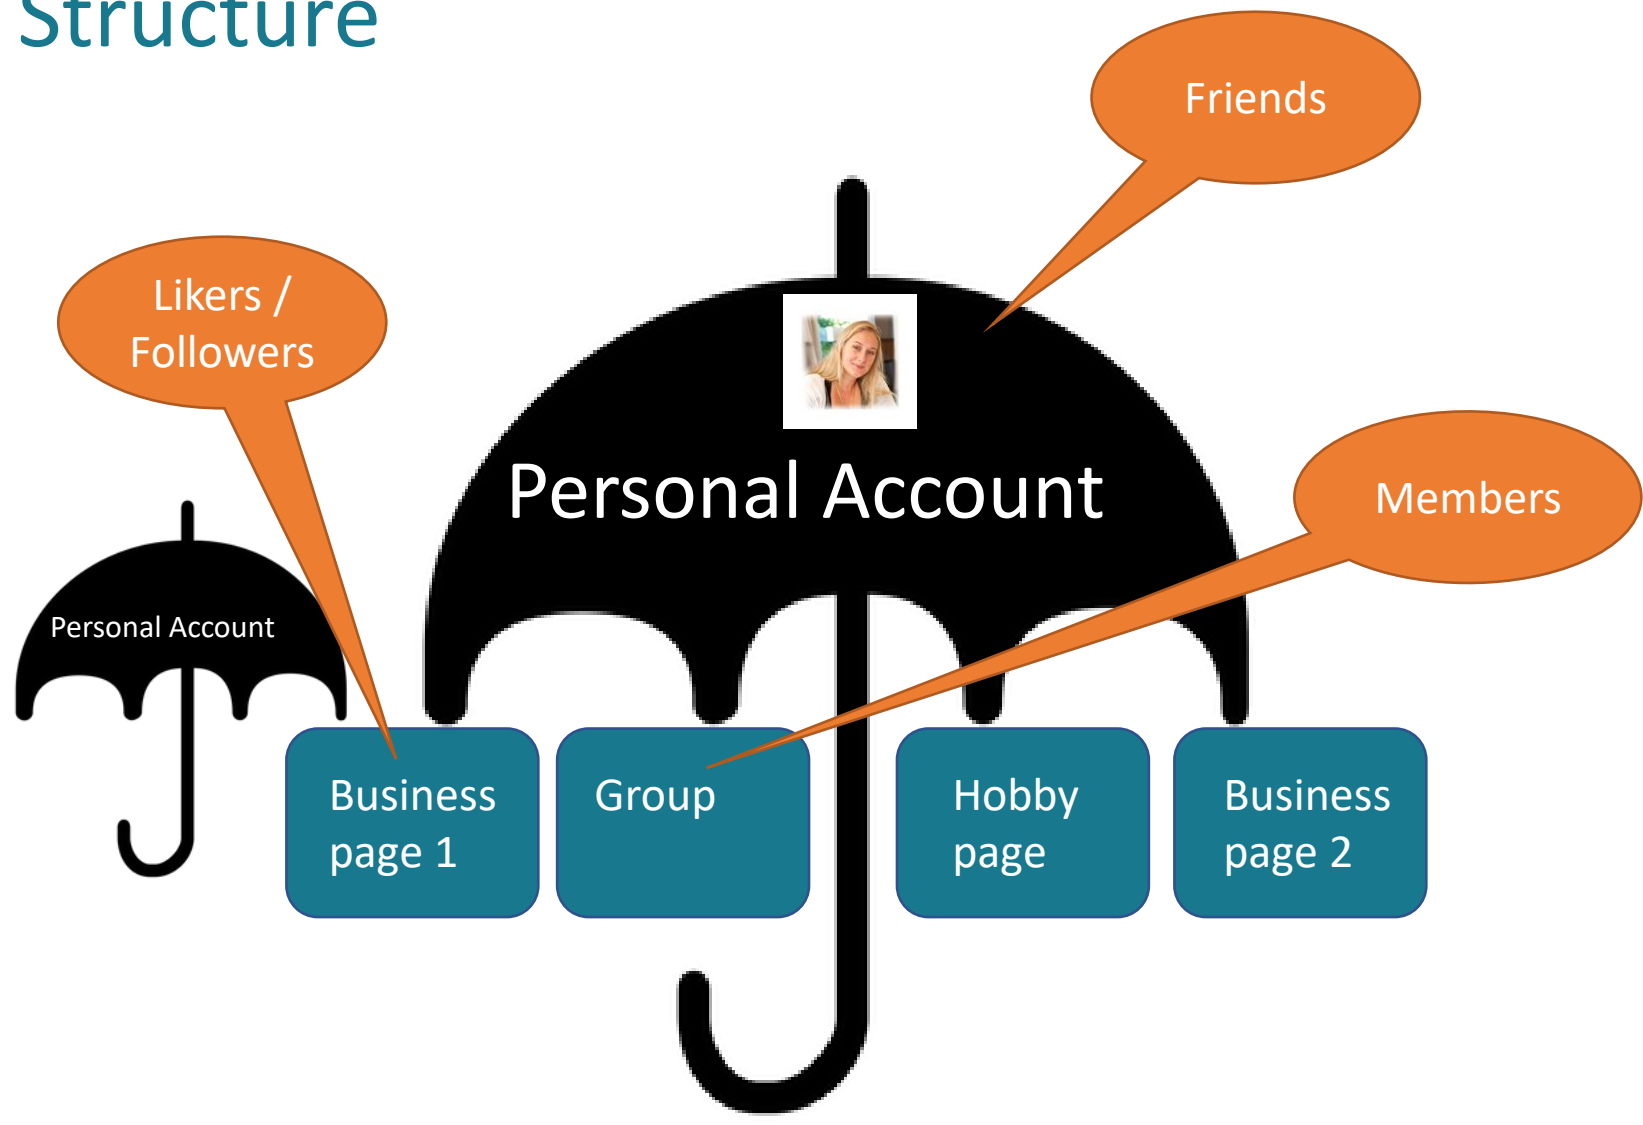 Structure
Friends
Likers /
Followers
Personal Account
Members
Personal Account
Business
page 1
Group
Hobby
page
Business
page 2